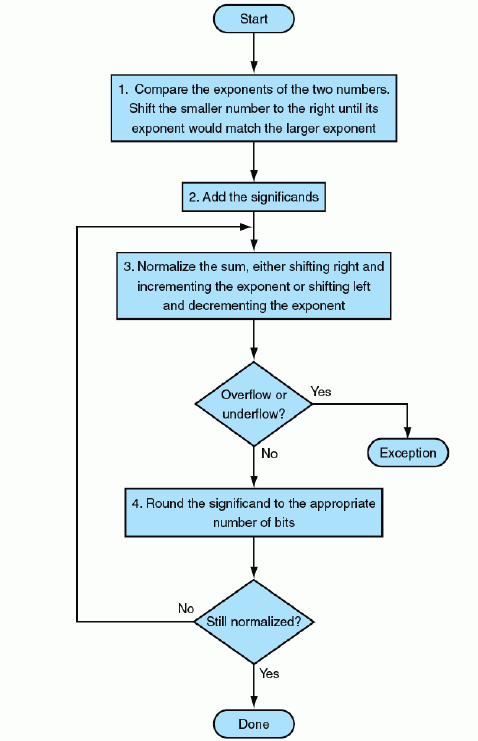 Start
1. Compare the exponents of the two numbers.
Shift the smaller number to the right until its
exponent would match the larger exponent
2. Add the significands
3. Normalize the sum, either shifting right and
incrementing the exponent or shifting left
and decrementing the exponent
Overflow or
underflow?
Yes
Exception
No
4. Round the significand to the appropriate
number of bits
No
Still normalized?
Yes
Done